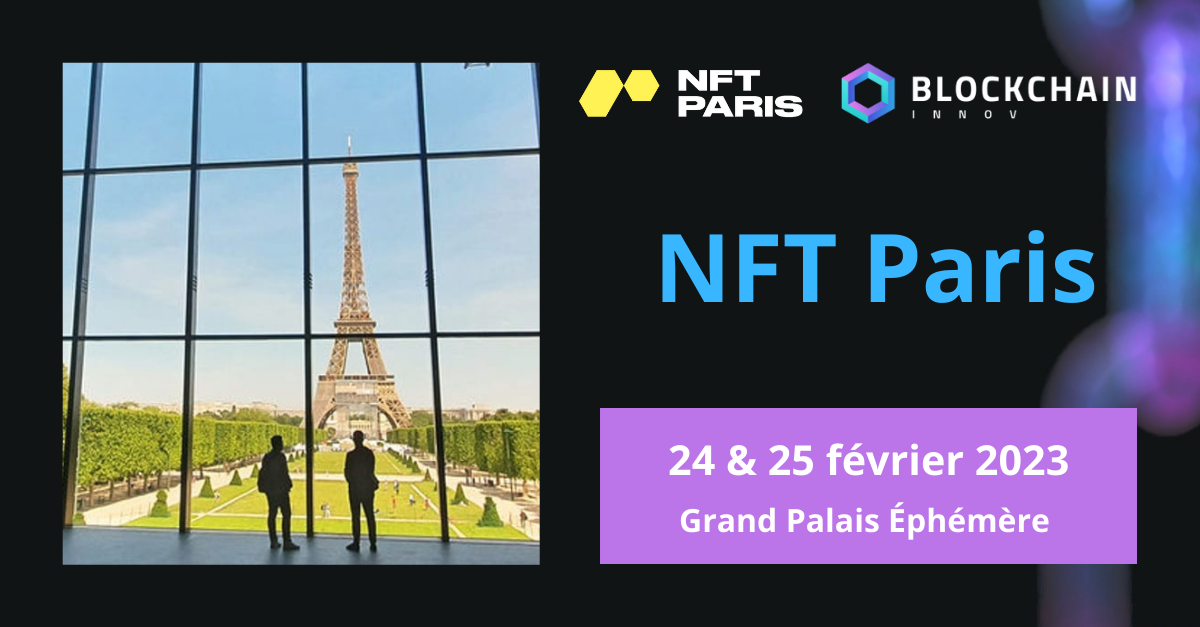 NFT
PARIS
BLOCKCHAIN
INNOV
NFT Paris
24 & 25 février 2023
Grand Palais Éphémère